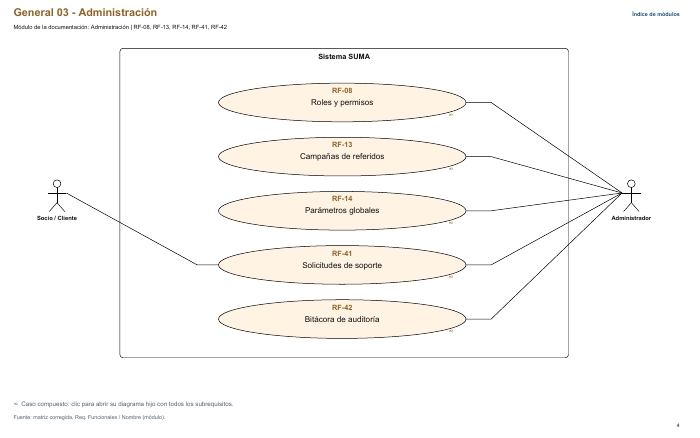 General 03 - Administración
Índice de módulos
Módulo de la documentación: Administración | RF-08, RF-13, RF-14, RF-41, RF-42
Sistema SUMA
RF-08
Roles y permisos
RF-13
Campañas de referidos
RF-14
Parámetros globales
Socio / Cliente
Administrador
RF-41
Solicitudes de soporte
RF-42
Bitácora de auditoría
Caso compuesto: clic para abrir su diagrama hijo con todos los subrequisitos.
Fuente: matriz corregida, Req. Funcionales / Nombre (módulo).
4